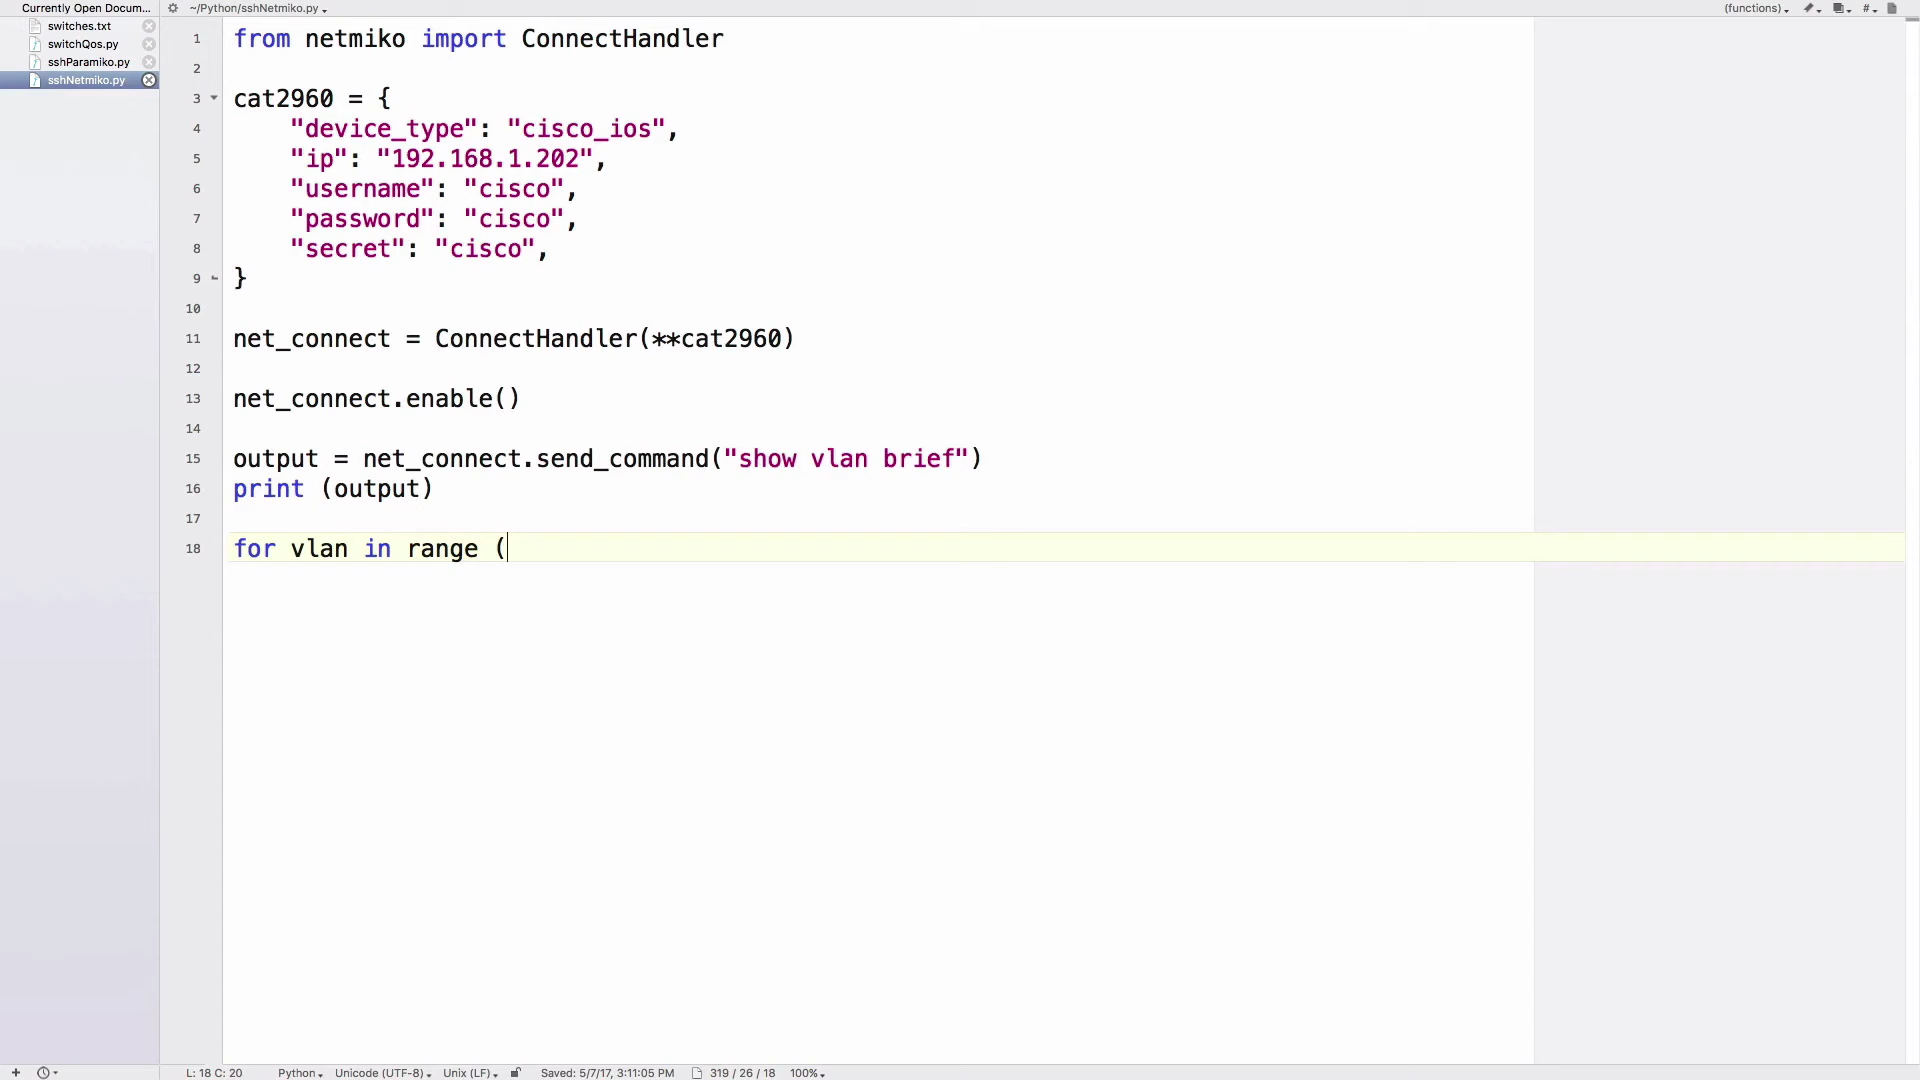 Currently Open Docum...
~/Python/sshNetmiko.py
(functions)
#
switches.txt
switchQos.py
sshParamiko.py
sshNetmiko.py
1 from netmiko import ConnectHandler
2
3 cat2960 = {
4 "device_type": "cisco_ios",
5 "ip": "192.168.1.202",
6 "username": "cisco",
7 "password": "cisco",
8 "secret": "cisco",
9 }
10
11 net_connect = ConnectHandler(**cat2960)
12
13 net_connect.enable()
14
15 output = net_connect.send_command("show vlan brief")
16 print (output)
17
18 for vlan in range (
+ L: 18 C: 20 Python Unicode (UTF-8) Unix (LF) Saved: 5/7/17, 3:11:05 PM 319 / 26 / 18 100%